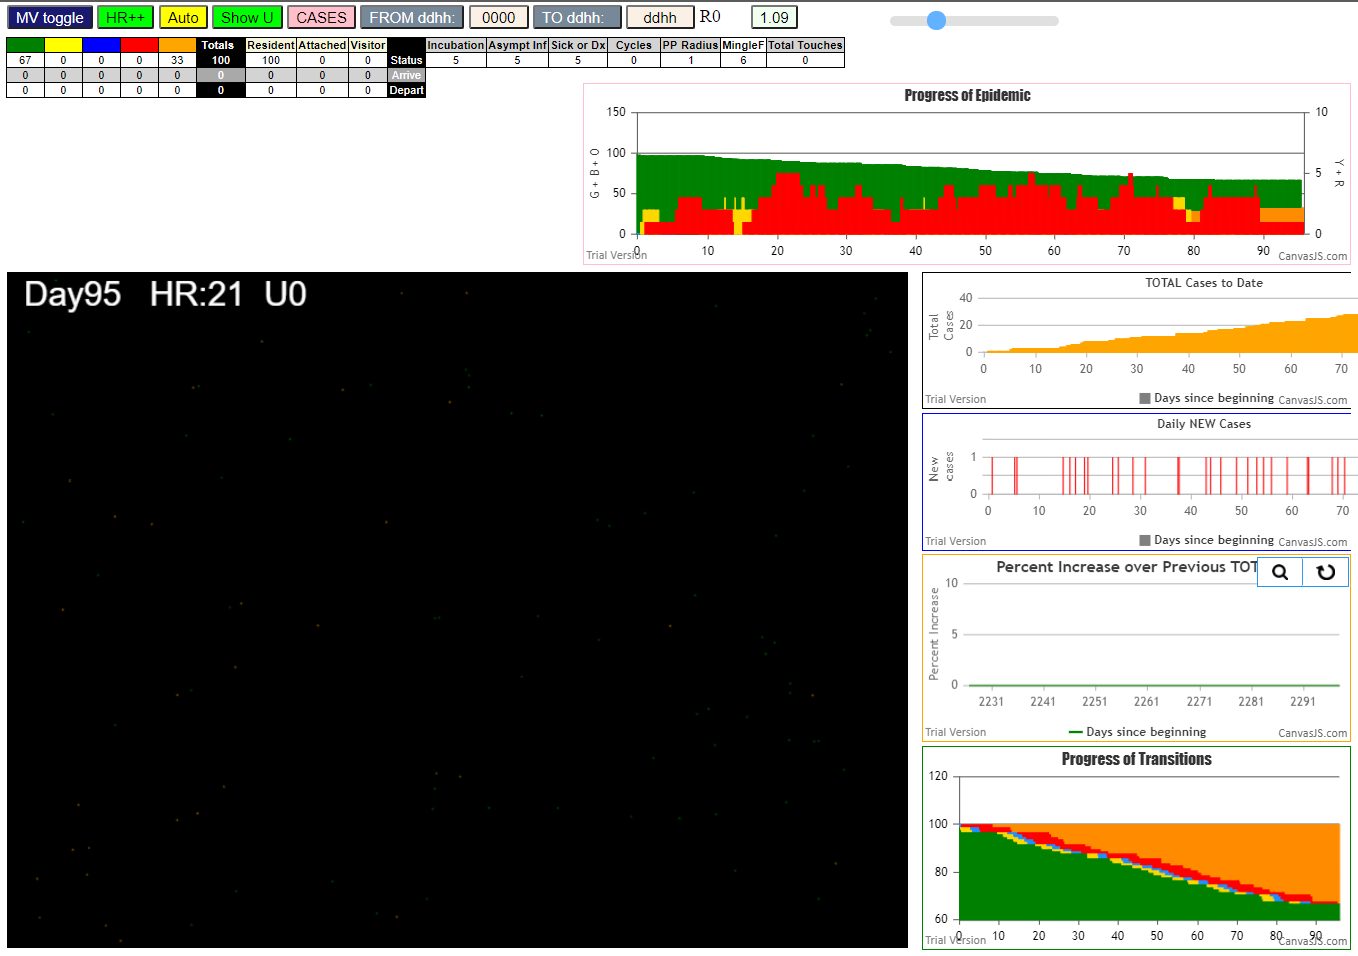 MV toggle HR++ Auto Show U CASES FROM ddhh: 0000 TO ddhh: ddhh R0 1.09
Totals Resident Attached Visitor Incubation Asympt Inf Sick or Dx Cycles PP Radius MingleF Total Touches
67 0 0 0 33 100 100 0 0 Status 5 5 5 0 1 6 0
0 0 0 0 0 0 0 0 0 Arrive
0 0 0 0 0 0 0 0 0 Depart
Progress of Epidemic
150 10
100
50 5
0 0
G + B + O
Y + R
0 10 20 30 40 50 60 70 80 90
Trial Version CanvasJS.com
Day95 HR:21 U0
TOTAL Cases to Date
40
20
0
Total
Cases
0 10 20 30 40 50 60 70
Days since beginning
Trial Version CanvasJS.com
Daily NEW Cases
1
0
New
cases
0 10 20 30 40 50 60 70
Days since beginning
Trial Version CanvasJS.com
Percent Increase over Previous TOT
10
5
0
Percent Increase
2231 2241 2251 2261 2271 2281 2291
Days since beginning
Trial Version CanvasJS.com
Progress of Transitions
120
100
80
60
0 10 20 30 40 50 60 70 80 90
Trial Version CanvasJS.com